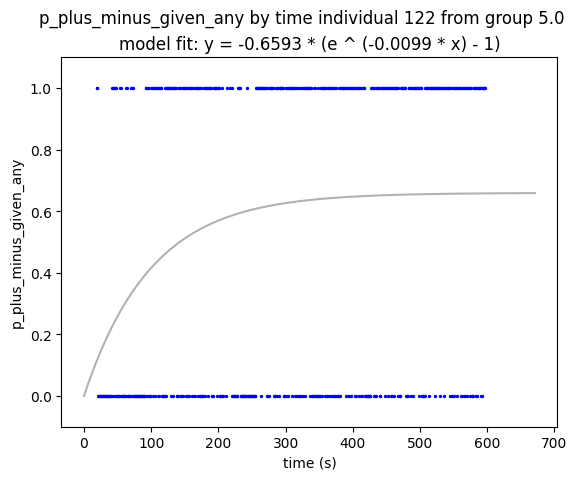 p_plus_minus_given_any by time individual 122 from group 5.0
model fit: y = -0.6593 * (e ^ (-0.0099 * x) - 1)
1.0
0.8
0.6
0.4
0.2
0.0
p_plus_minus_given_any
0 100 200 300 400 500 600 700
time (s)